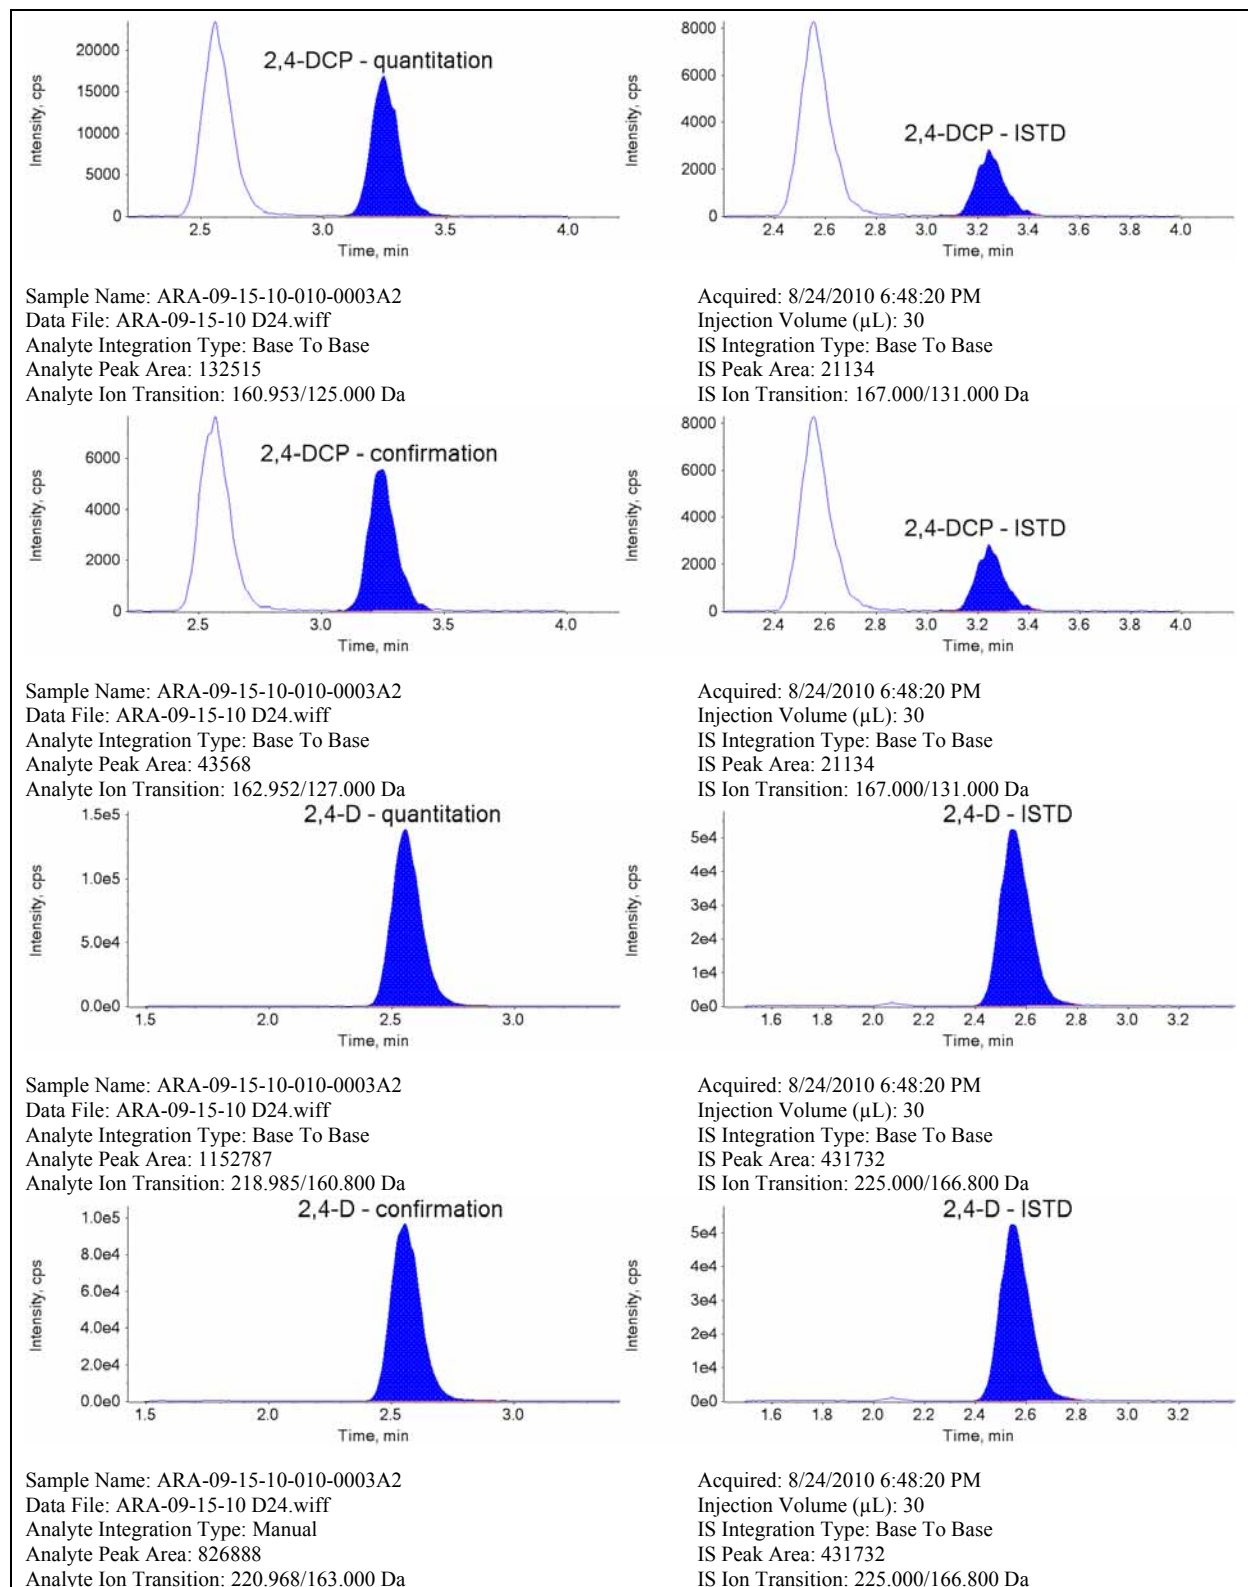 2,4-DCP - quantitation
20000
15000
10000
5000
0
Intensity, cps
2.5 3.0 3.5 4.0
Time, min
2,4-DCP - ISTD
8000
6000
4000
2000
0
Intensity, cps
2.4 2.6 2.8 3.0 3.2 3.4 3.6 3.8 4.0
Time, min
Sample Name: ARA-09-15-10-010-0003A2
Data File: ARA-09-15-10 D24.wiff
Analyte Integration Type: Base To Base
Analyte Peak Area: 132515
Analyte Ion Transition: 160.953/125.000 Da
Acquired: 8/24/2010 6:48:20 PM
Injection Volume (µL): 30
IS Integration Type: Base To Base
IS Peak Area: 21134
IS Ion Transition: 167.000/131.000 Da
2,4-DCP - confirmation
6000
4000
2000
0
Intensity, cps
2.5 3.0 3.5 4.0
Time, min
2,4-DCP - ISTD
8000
6000
4000
2000
0
Intensity, cps
2.4 2.6 2.8 3.0 3.2 3.4 3.6 3.8 4.0
Time, min
Sample Name: ARA-09-15-10-010-0003A2
Data File: ARA-09-15-10 D24.wiff
Analyte Integration Type: Base To Base
Analyte Peak Area: 43568
Analyte Ion Transition: 162.952/127.000 Da
Acquired: 8/24/2010 6:48:20 PM
Injection Volume (µL): 30
IS Integration Type: Base To Base
IS Peak Area: 21134
IS Ion Transition: 167.000/131.000 Da
2,4-D - quantitation
1.5e5
1.0e5
5.0e4
0.0e0
Intensity, cps
1.5 2.0 2.5 3.0
Time, min
2,4-D - ISTD
5e4
4e4
3e4
2e4
1e4
0e0
Intensity, cps
1.6 1.8 2.0 2.2 2.4 2.6 2.8 3.0 3.2
Time, min
Sample Name: ARA-09-15-10-010-0003A2
Data File: ARA-09-15-10 D24.wiff
Analyte Integration Type: Base To Base
Analyte Peak Area: 1152787
Analyte Ion Transition: 218.985/160.800 Da
Acquired: 8/24/2010 6:48:20 PM
Injection Volume (µL): 30
IS Integration Type: Base To Base
IS Peak Area: 431732
IS Ion Transition: 225.000/166.800 Da
2,4-D - confirmation
1.0e5
8.0e4
6.0e4
4.0e4
2.0e4
0.0e0
Intensity, cps
1.5 2.0 2.5 3.0
Time, min
2,4-D - ISTD
5e4
4e4
3e4
2e4
1e4
0e0
Intensity, cps
1.6 1.8 2.0 2.2 2.4 2.6 2.8 3.0 3.2
Time, min
Sample Name: ARA-09-15-10-010-0003A2
Data File: ARA-09-15-10 D24.wiff
Analyte Integration Type: Manual
Analyte Peak Area: 826888
Analyte Ion Transition: 220.968/163.000 Da
Acquired: 8/24/2010 6:48:20 PM
Injection Volume (µL): 30
IS Integration Type: Base To Base
IS Peak Area: 431732
IS Ion Transition: 225.000/166.800 Da